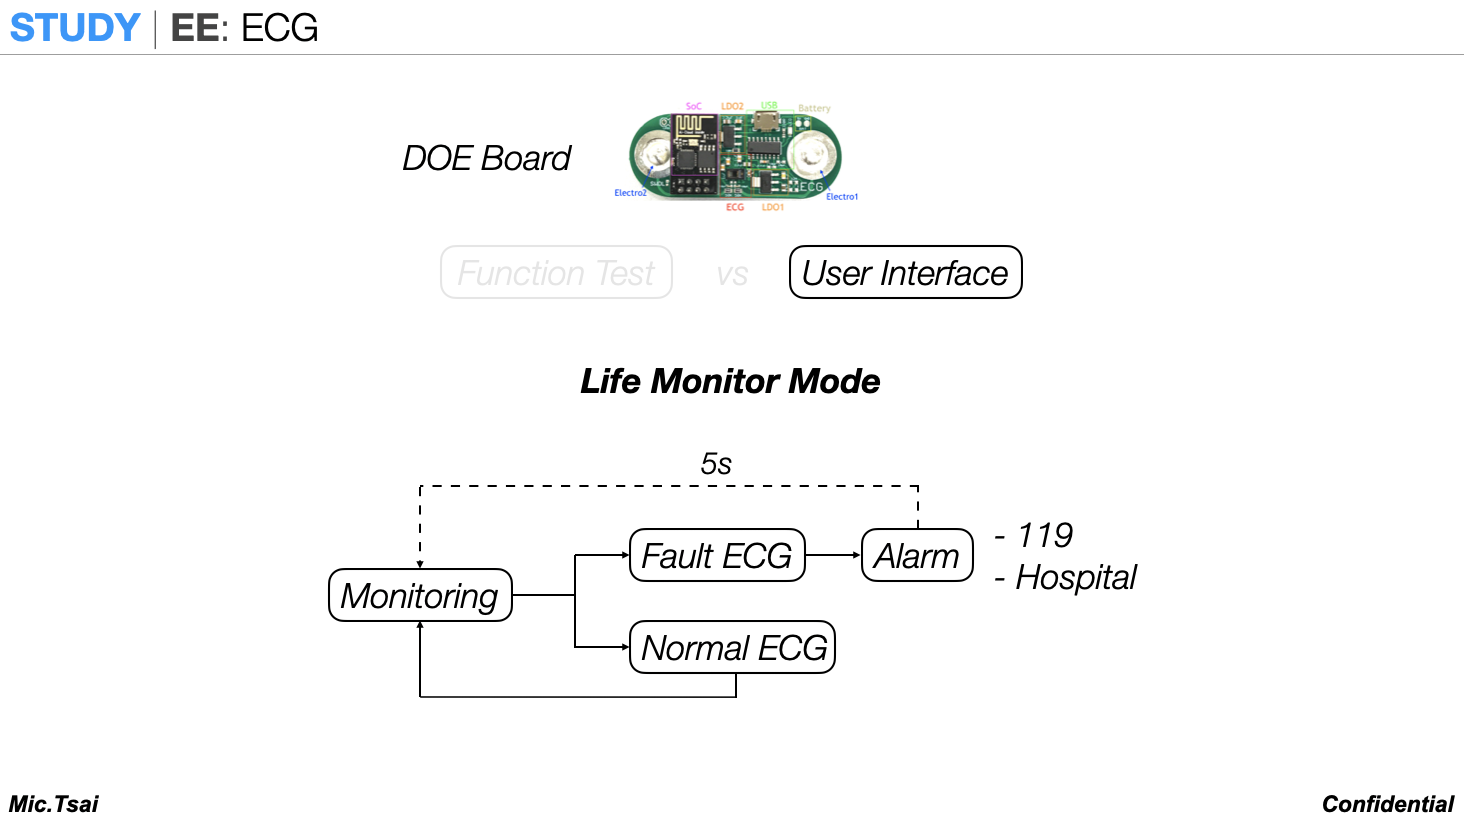 STUDY | EE: ECG
SoC LDO2 USB Battery
DOE Board
ECG
Electro2 Electro1
ECG LDO1
Function Test vs User Interface
Life Monitor Mode
5s
Fault ECG Alarm - 119
- Hospital
Monitoring
Normal ECG
Mic.Tsai Confidential